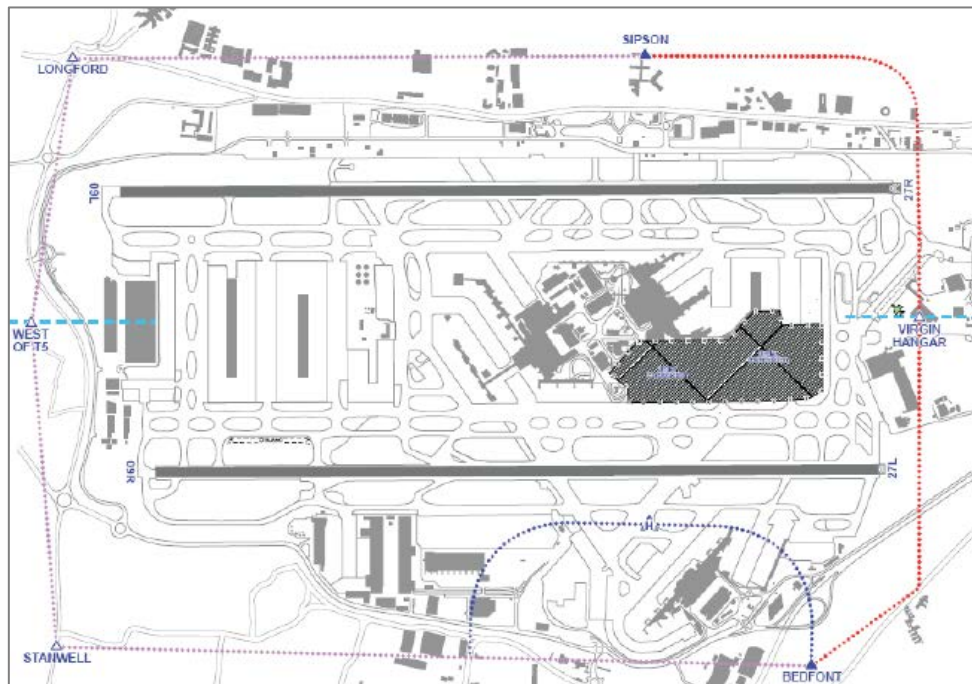 SIPSON
LONGFORD
09L
27R
WEST
OF T5
VIRGIN
HANGAR
09R
27L
H
STANWELL
BEDFONT